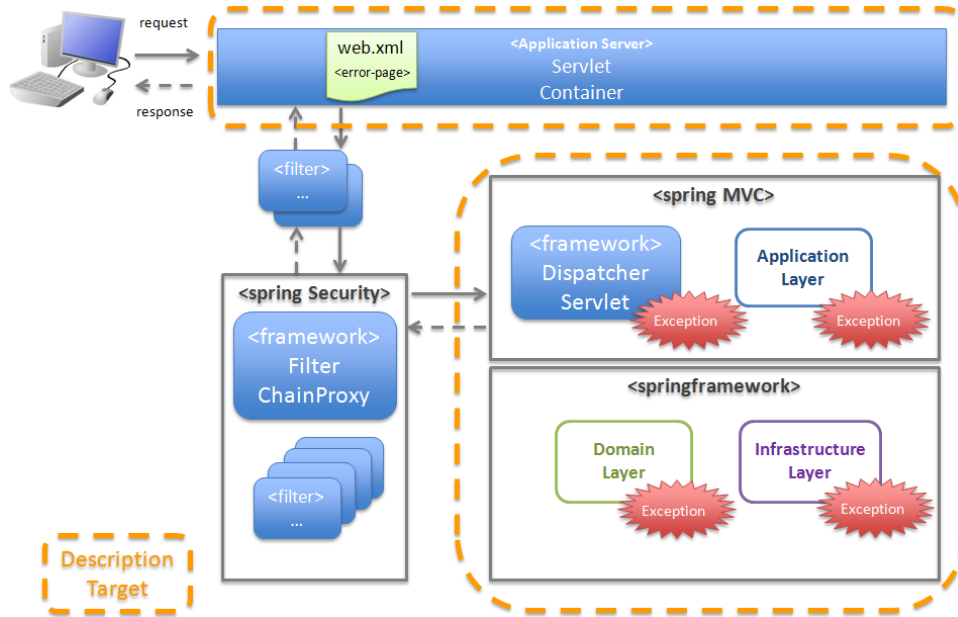 request
response
web.xml
<error-page>
<Application Server>
Servlet
Container
<filter>
...
<spring Security>
<framework>
Filter
ChainProxy
<filter>
...
<spring MVC>
<framework>
Dispatcher
Servlet
Exception
Application
Layer
Exception
<springframework>
Domain
Layer
Exception
Infrastructure
Layer
Exception
Description
Target